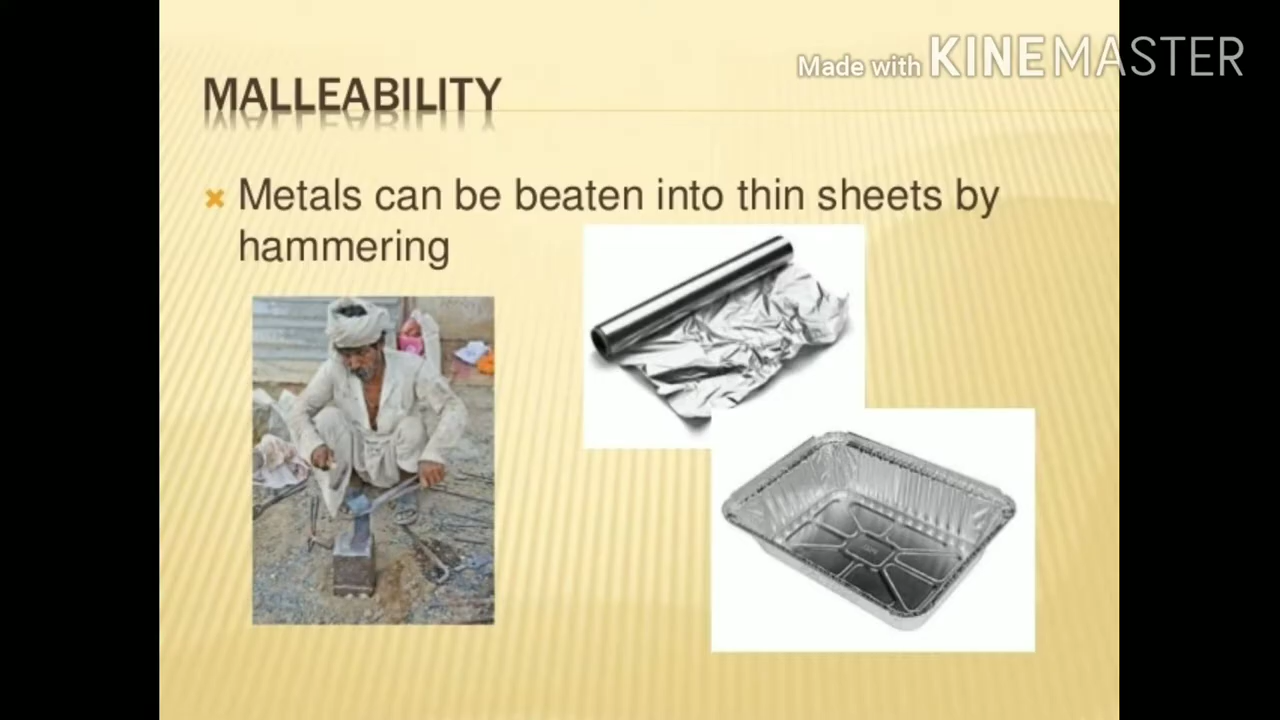 Made with KINEMASTER
MALLEABILITY
Metals can be beaten into thin sheets by
hammering